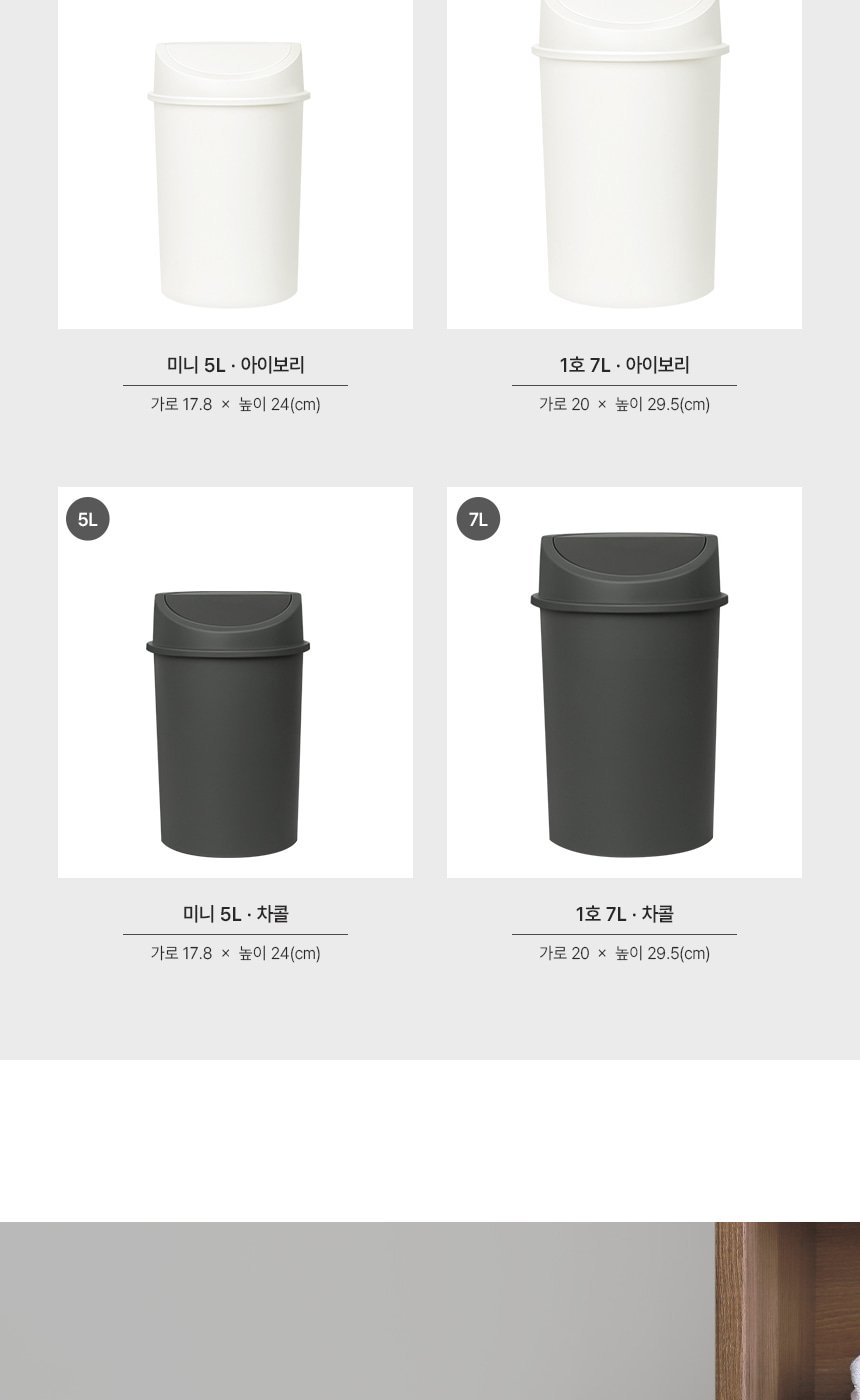 미니 5L · 아이보리
가로 17.8 × 높이 24(cm)
1호 7L · 아이보리
가로 20 × 높이 29.5(cm)
5L
미니 5L · 차콜
가로 17.8 × 높이 24(cm)
7L
1호 7L · 차콜
가로 20 × 높이 29.5(cm)